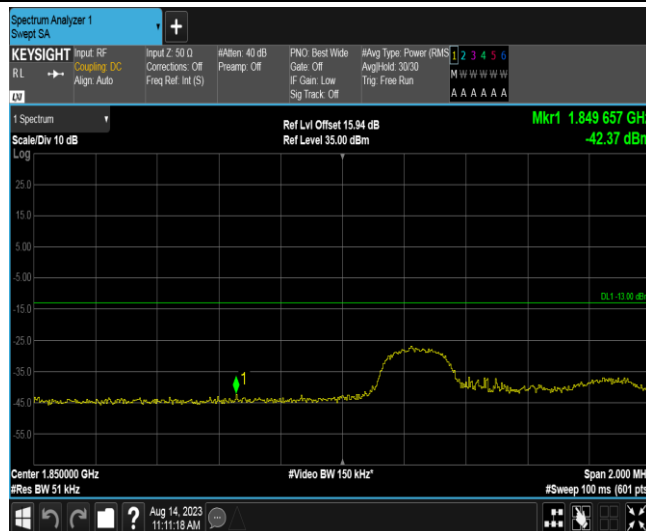 Spectrum Analyzer 1
Swept SA
+
KEYSIGHT Input: RF Input Z: 50 Ω #Atten: 40 dB PNO: Best Wide #Avg Type: Power (RMS 1 2 3 4 5 6
RL Coupling: DC Corrections: Off Preamp: Off Gate: Off Avg|Hold: 30/30 M W W W W W
Align: Auto Freq Ref: Int (S) IF Gain: Low Trig: Free Run
Sig Track: Off A A A A A A
LXI
1 Spectrum Ref Lvl Offset 15.94 dB Mkr1 1.849 657 GHz
Scale/Div 10 dB Ref Level 35.00 dBm -42.37 dBm
Log
25.0
15.0
5.00
-5.00
DL1 -13.00 dBm
-15.0
-25.0
-35.0
1
-45.0
-55.0
Center 1.850000 GHz #Video BW 150 kHz* Span 2.000 MH
#Res BW 51 kHz #Sweep 100 ms (601 pts
? Aug 14, 2023
11:11:18 AM